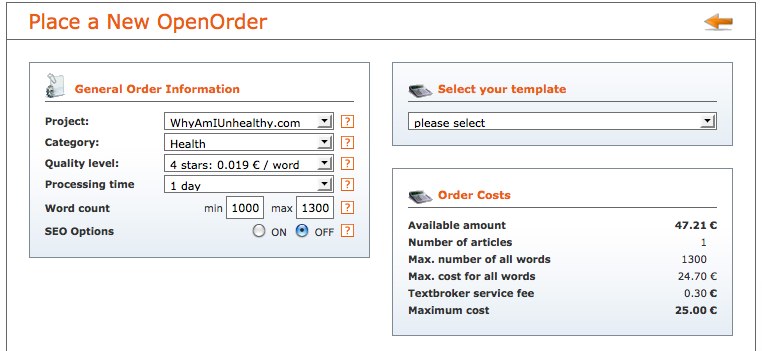 Place a New OpenOrder
General Order Information
Project: WhyAmIUnhealthy.com ?
Category: Health ?
Quality level: 4 stars: 0.019 € / word ?
Processing time 1 day ?
Word count min 1000 max 1300 ?
SEO Options ON OFF ?
Select your template
please select
Order Costs
Available amount 47.21 €
Number of articles 1
Max. number of all words 1300
Max. cost for all words 24.70 €
Textbroker service fee 0.30 €
Maximum cost 25.00 €